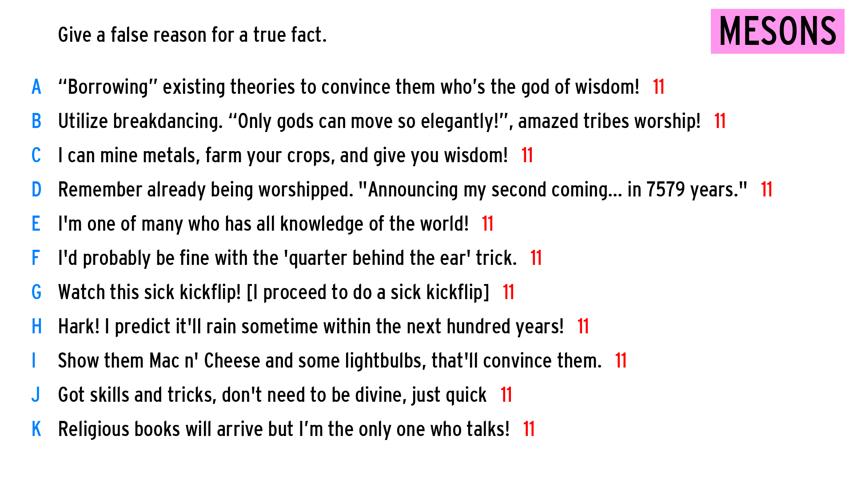 Give a false reason for a true fact.
MESONS
A “Borrowing” existing theories to convince them who’s the god of wisdom! 11
B Utilize breakdancing. “Only gods can move so elegantly!”, amazed tribes worship! 11
C I can mine metals, farm your crops, and give you wisdom! 11
D Remember already being worshipped. "Announcing my second coming... in 7579 years." 11
E I'm one of many who has all knowledge of the world! 11
F I'd probably be fine with the 'quarter behind the ear' trick. 11
G Watch this sick kickflip! [I proceed to do a sick kickflip] 11
H Hark! I predict it'll rain sometime within the next hundred years! 11
I Show them Mac n' Cheese and some lightbulbs, that'll convince them. 11
J Got skills and tricks, don't need to be divine, just quick 11
K Religious books will arrive but I’m the only one who talks! 11